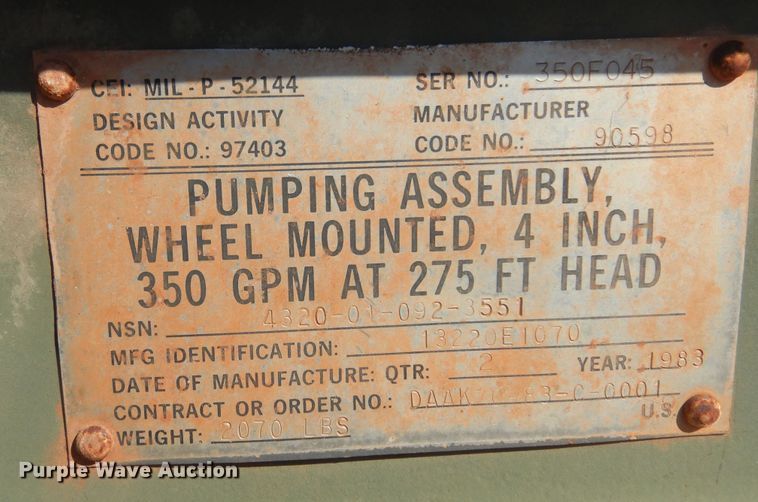 CEI: MIL-P-52144 SER NO.: 350F045
DESIGN ACTIVITY MANUFACTURER
CODE NO.: 97403 CODE NO.: 90598
PUMPING ASSEMBLY,
WHEEL MOUNTED, 4 INCH,
350 GPM AT 275 FT HEAD
NSN: 4320-01-092-3551
MFG IDENTIFICATION: 13220E1070
DATE OF MANUFACTURE: QTR: 2 YEAR: 1983
CONTRACT OR ORDER NO.:
U.S.
WEIGHT: 2070 LBS
Purple Wave Auction